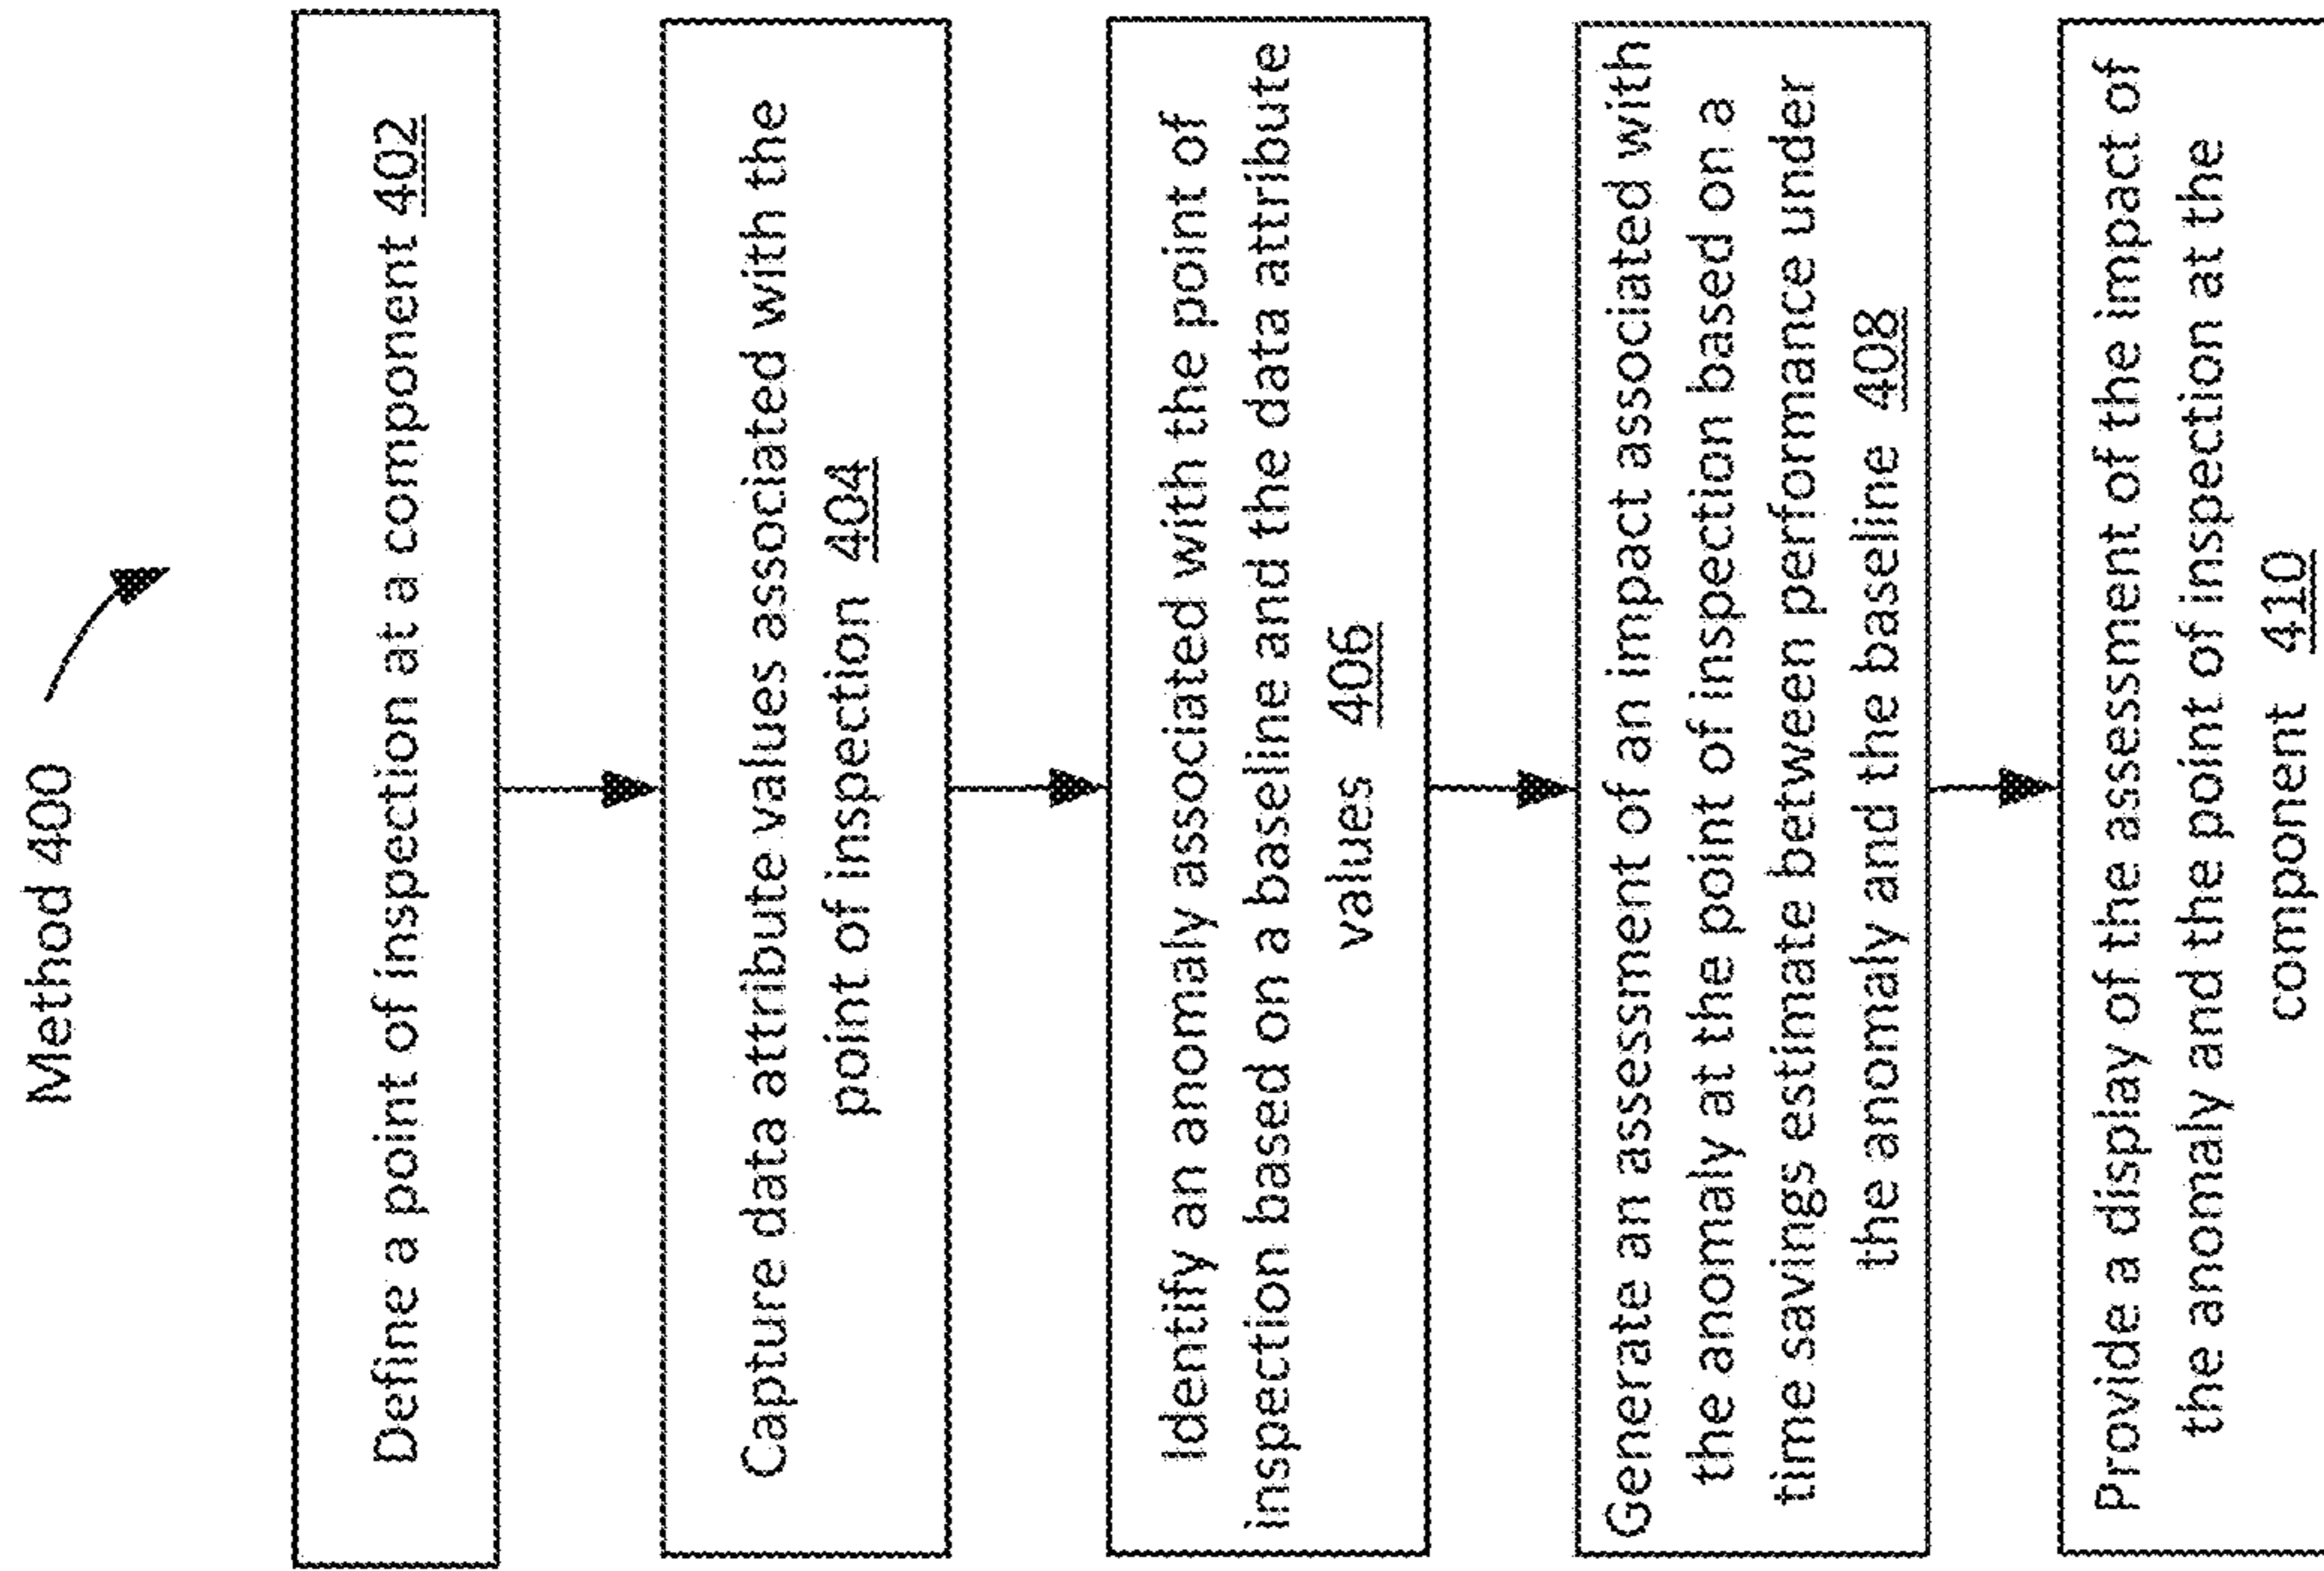 Method 400
Define a point of inspection at a component 402
Capture data attribute values associated with the
point of inspection 404
Identify an anomaly associated with the point of
inspection based on a baseline and the data attribute
values 406
Generate an assessment of an impact associated with
the anomaly at the point of inspection based on a
time savings estimate between performance under
the anomaly and the baseline 408
Provide a display of the assessment of the impact of
the anomaly and the point of inspection at the
component 410